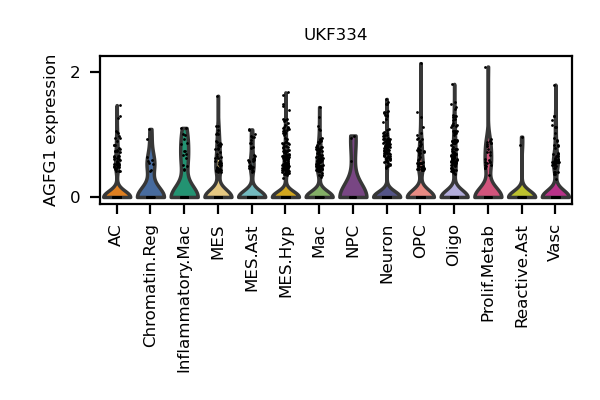 UKF334
AGFG1 expression
2
0
AC
Chromatin.Reg
Inflammatory.Mac
MES
MES.Ast
MES.Hyp
Mac
NPC
Neuron
OPC
Oligo
Prolif.Metab
Reactive.Ast
Vasc